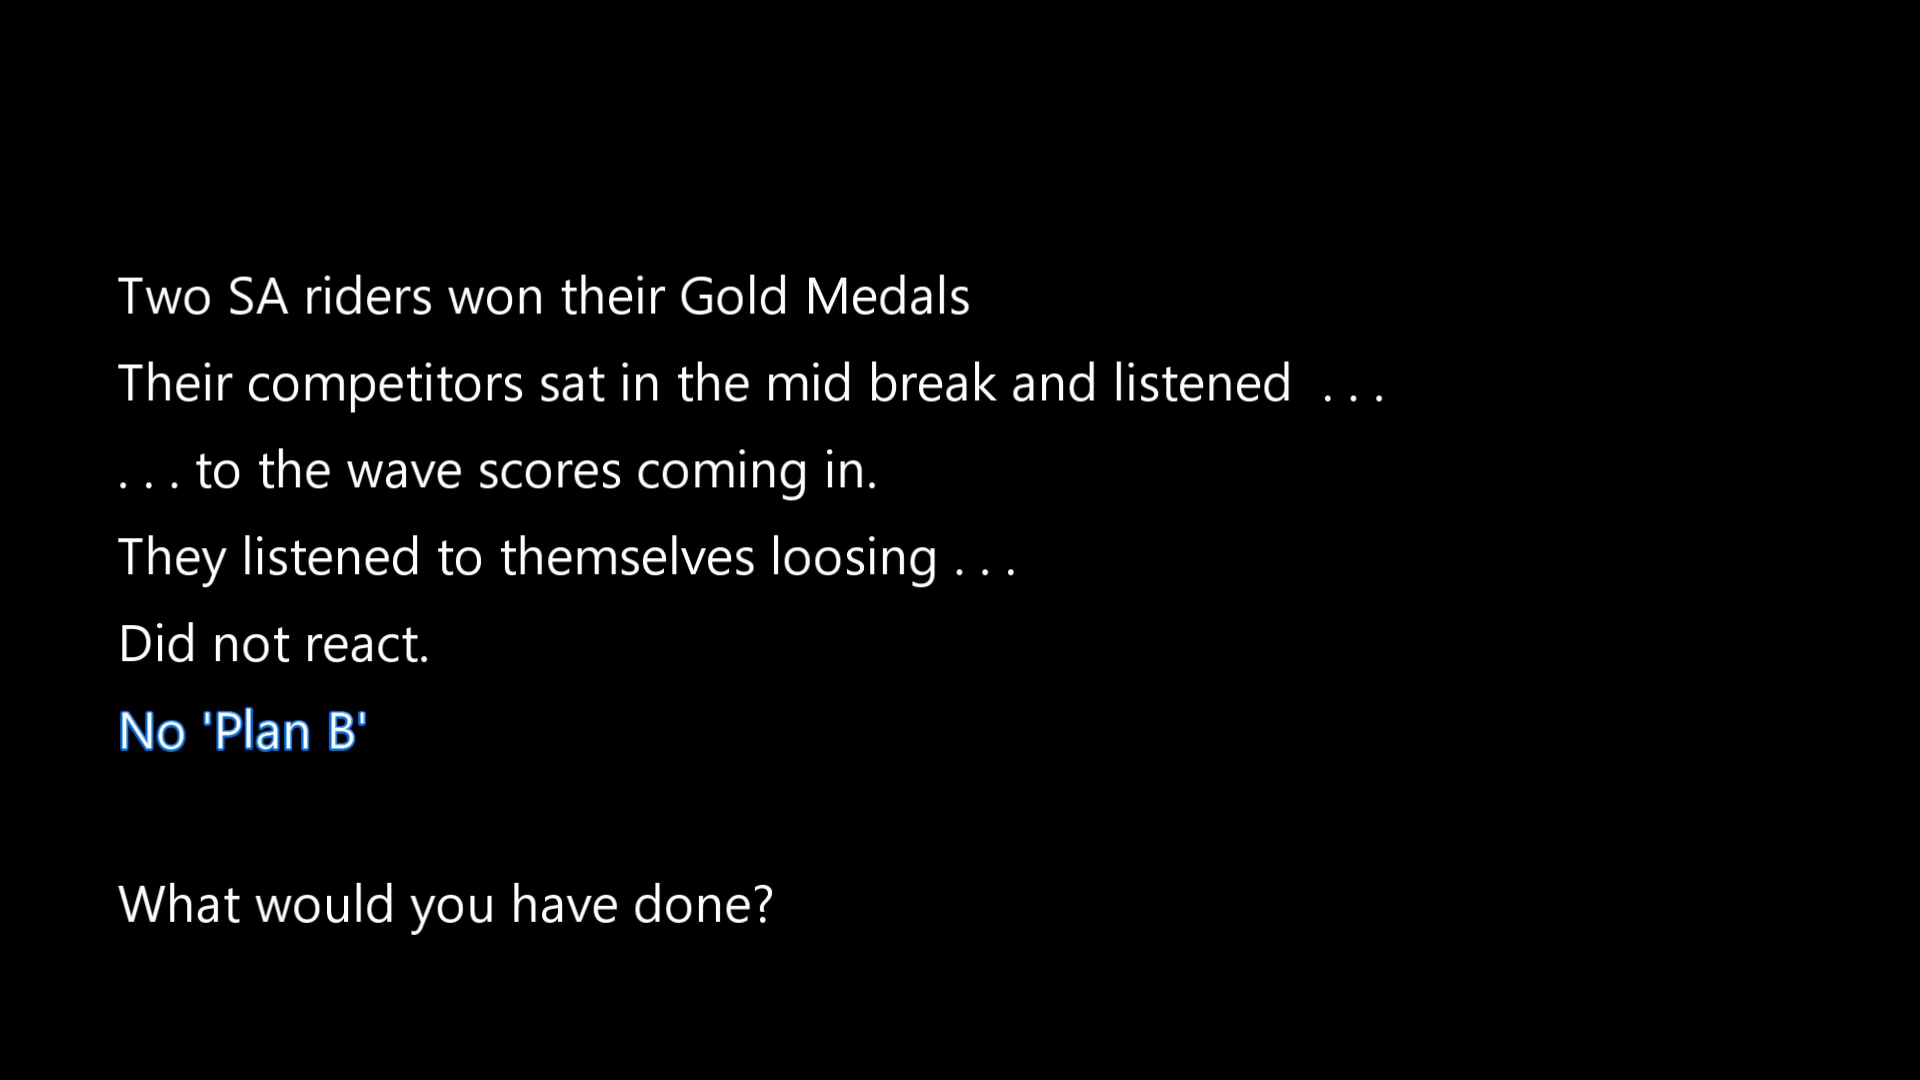 Two SA riders won their Gold Medals
Their competitors sat in the mid break and listened  . . .
. . . to the wave scores coming in.
They listened to themselves loosing . . .
Did not react.
No 'Plan B'
What would you have done?